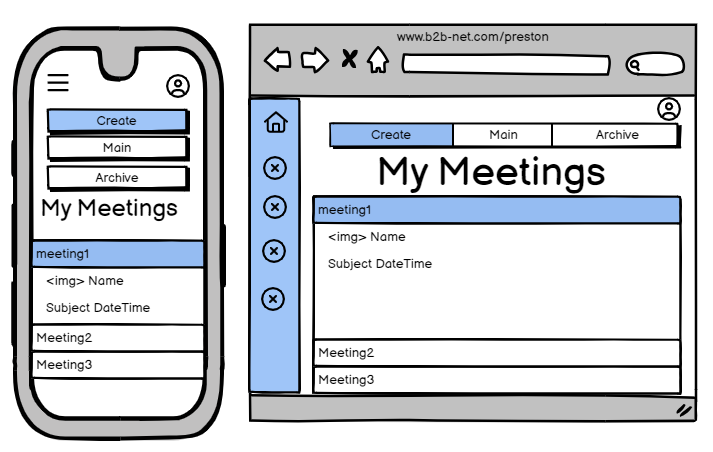 Create
Main
Archive
My Meetings
meeting1
<img> Name
Subject DateTime
Meeting2
Meeting3
www.b2b-net.com/preston
Create Main Archive
My Meetings
meeting1
<img> Name
Subject DateTime
Meeting2
Meeting3